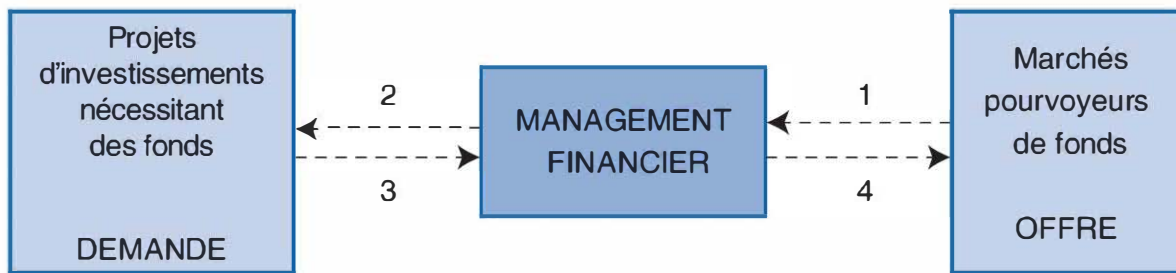 Projets
d'investissements
nécessitant
des fonds
DEMANDE
2
3
MANAGEMENT
FINANCIER
1
4
Marchés
pourvoyeurs
de fonds
OFFRE